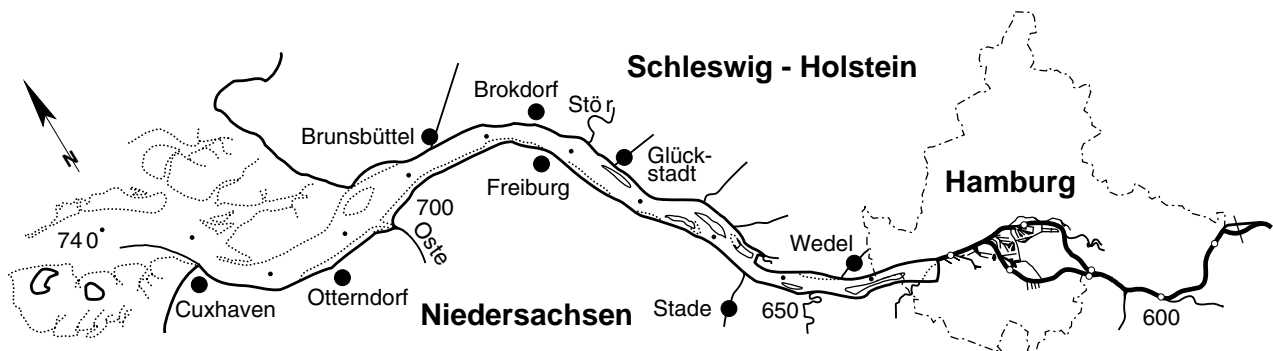 Schleswig - Holstein
Brokdorf
Stör
Brunsbüttel
Glück-
stadt
N
Freiburg
Hamburg
700
Oste
740
Wedel
Cuxhaven
Otterndorf
Niedersachsen
Stade
650
600